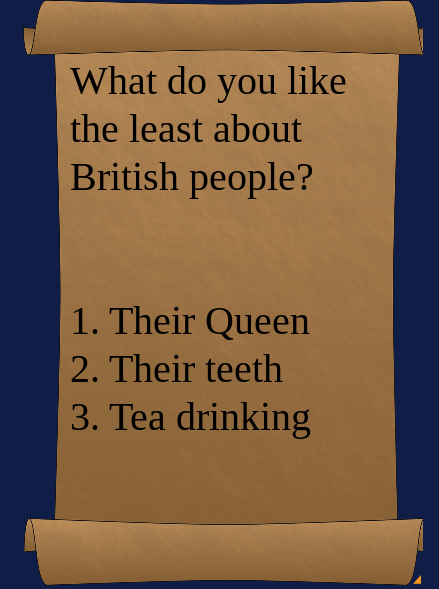 What do you like
the least about
British people?
1. Their Queen
2. Their teeth
3. Tea drinking